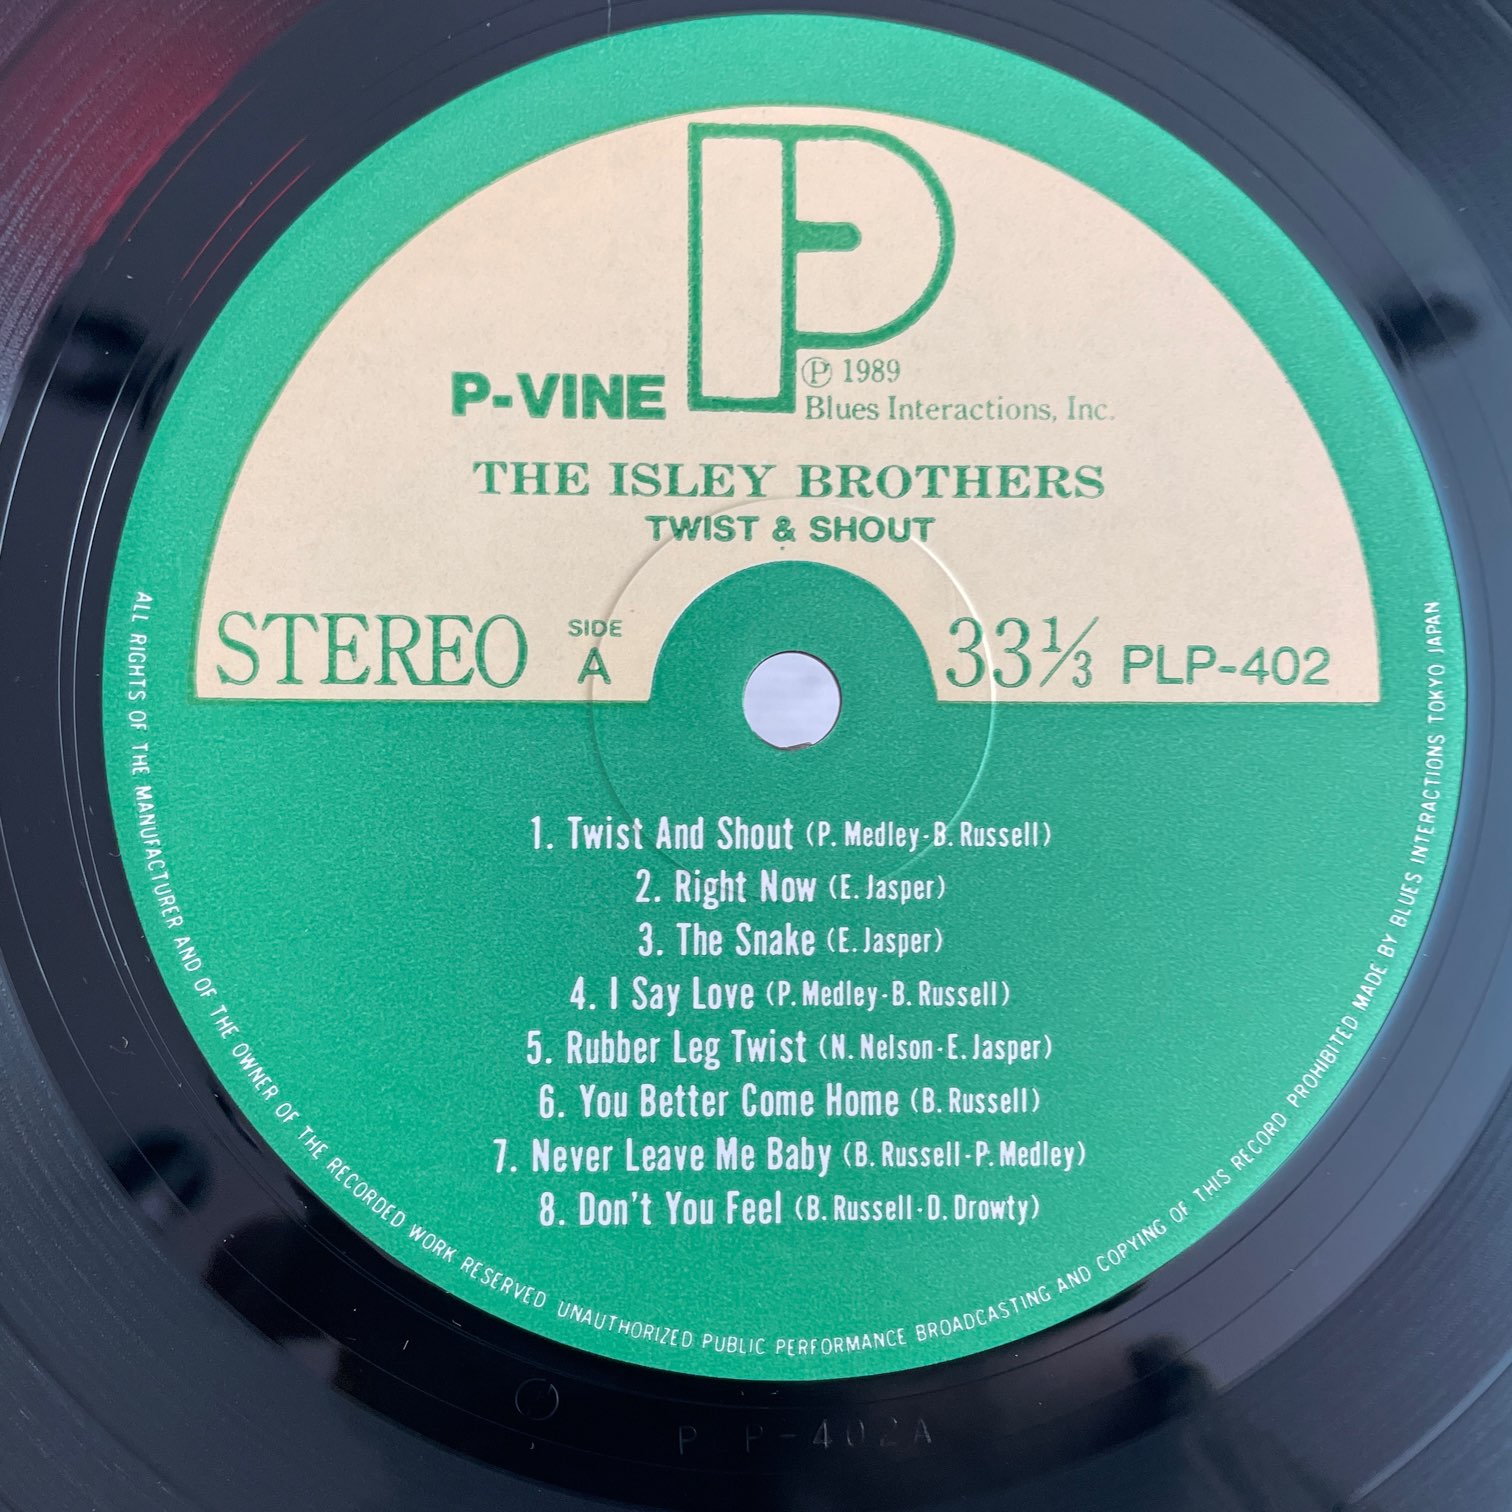 P-VINE
℗ 1989
Blues Interactions, Inc.
THE ISLEY BROTHERS
TWIST & SHOUT
STEREO
SIDE
A
33⅓ PLP-402
1. Twist And Shout (P. Medley-B. Russell)
2. Right Now (E. Jasper)
3. The Snake (E. Jasper)
4. I Say Love (P. Medley-B. Russell)
5. Rubber Leg Twist (N. Nelson-E. Jasper)
6. You Better Come Home (B. Russell)
7. Never Leave Me Baby (B. Russell-P. Medley)
8. Don't You Feel (B. Russell-D. Drowty)
ALL RIGHTS OF THE MANUFACTURER AND OF THE OWNER OF THE RECORDED WORK RESERVED UNAUTHORIZED PUBLIC PERFORMANCE BROADCASTING AND COPYING OF THIS RECORD PROHIBITED MADE BY BLUES INTERACTIONS TOKYO JAPAN
P P-402A